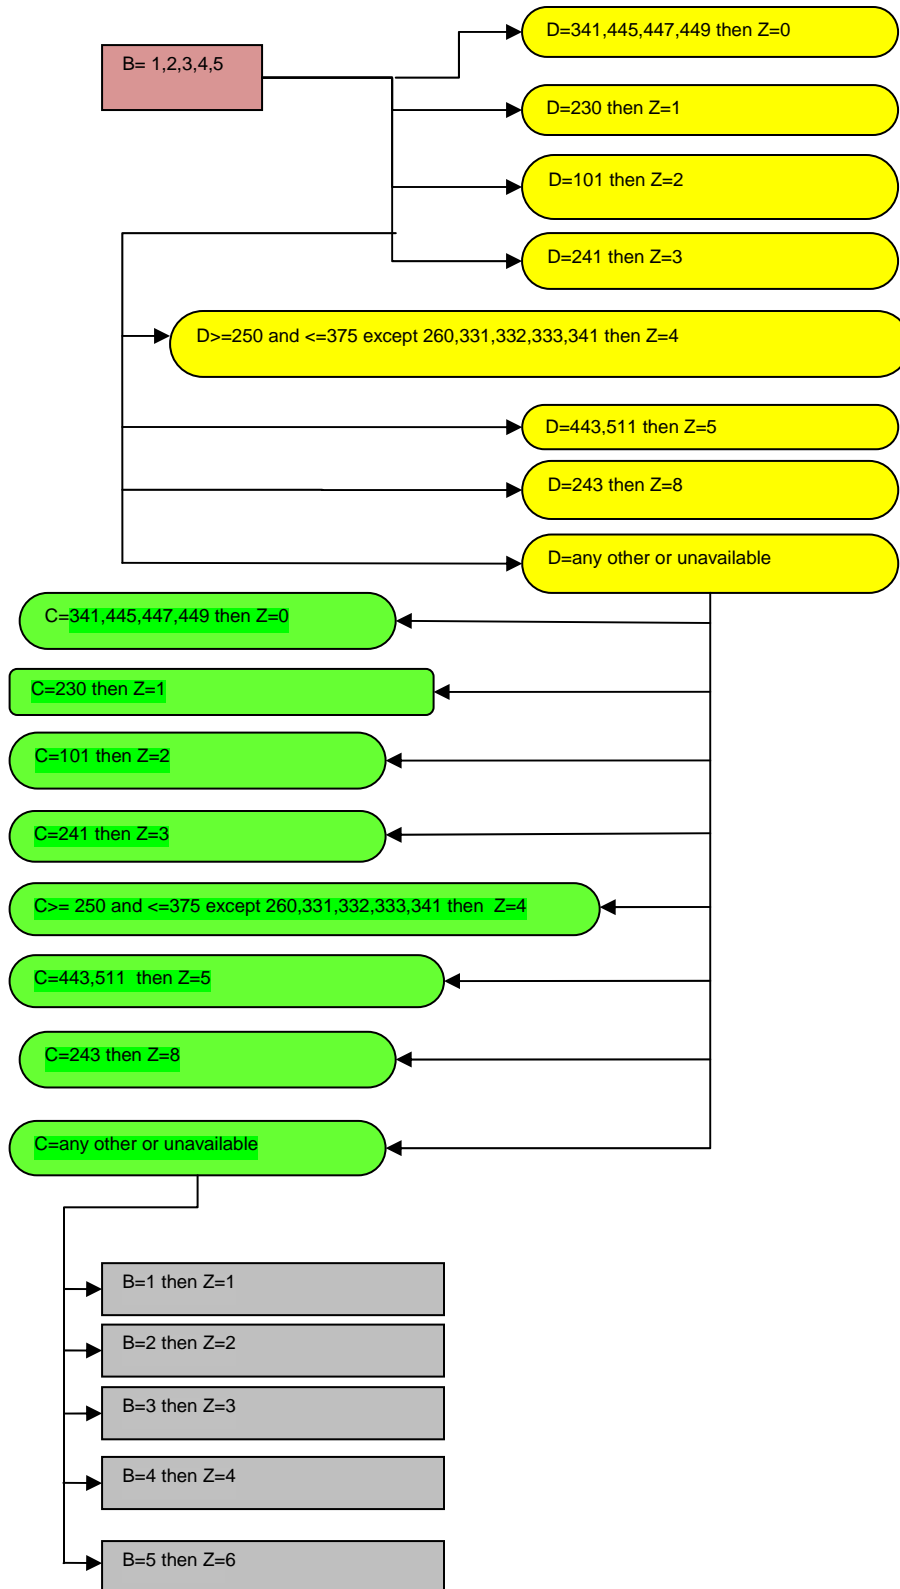 B= 1,2,3,4,5
D=341,445,447,449 then Z=0
D=230 then Z=1
D=101 then Z=2
D=241 then Z=3
D>=250 and <=375 except 260,331,332,333,341 then Z=4
D=443,511 then Z=5
D=243 then Z=8
D=any other or unavailable
C=341,445,447,449 then Z=0
C=230 then Z=1
C=101 then Z=2
C=241 then Z=3
C>= 250 and <=375 except 260,331,332,333,341 then  Z=4
C=443,511  then Z=5
C=243 then Z=8
C=any other or unavailable
B=1 then Z=1
B=2 then Z=2
B=3 then Z=3
B=4 then Z=4
B=5 then Z=6